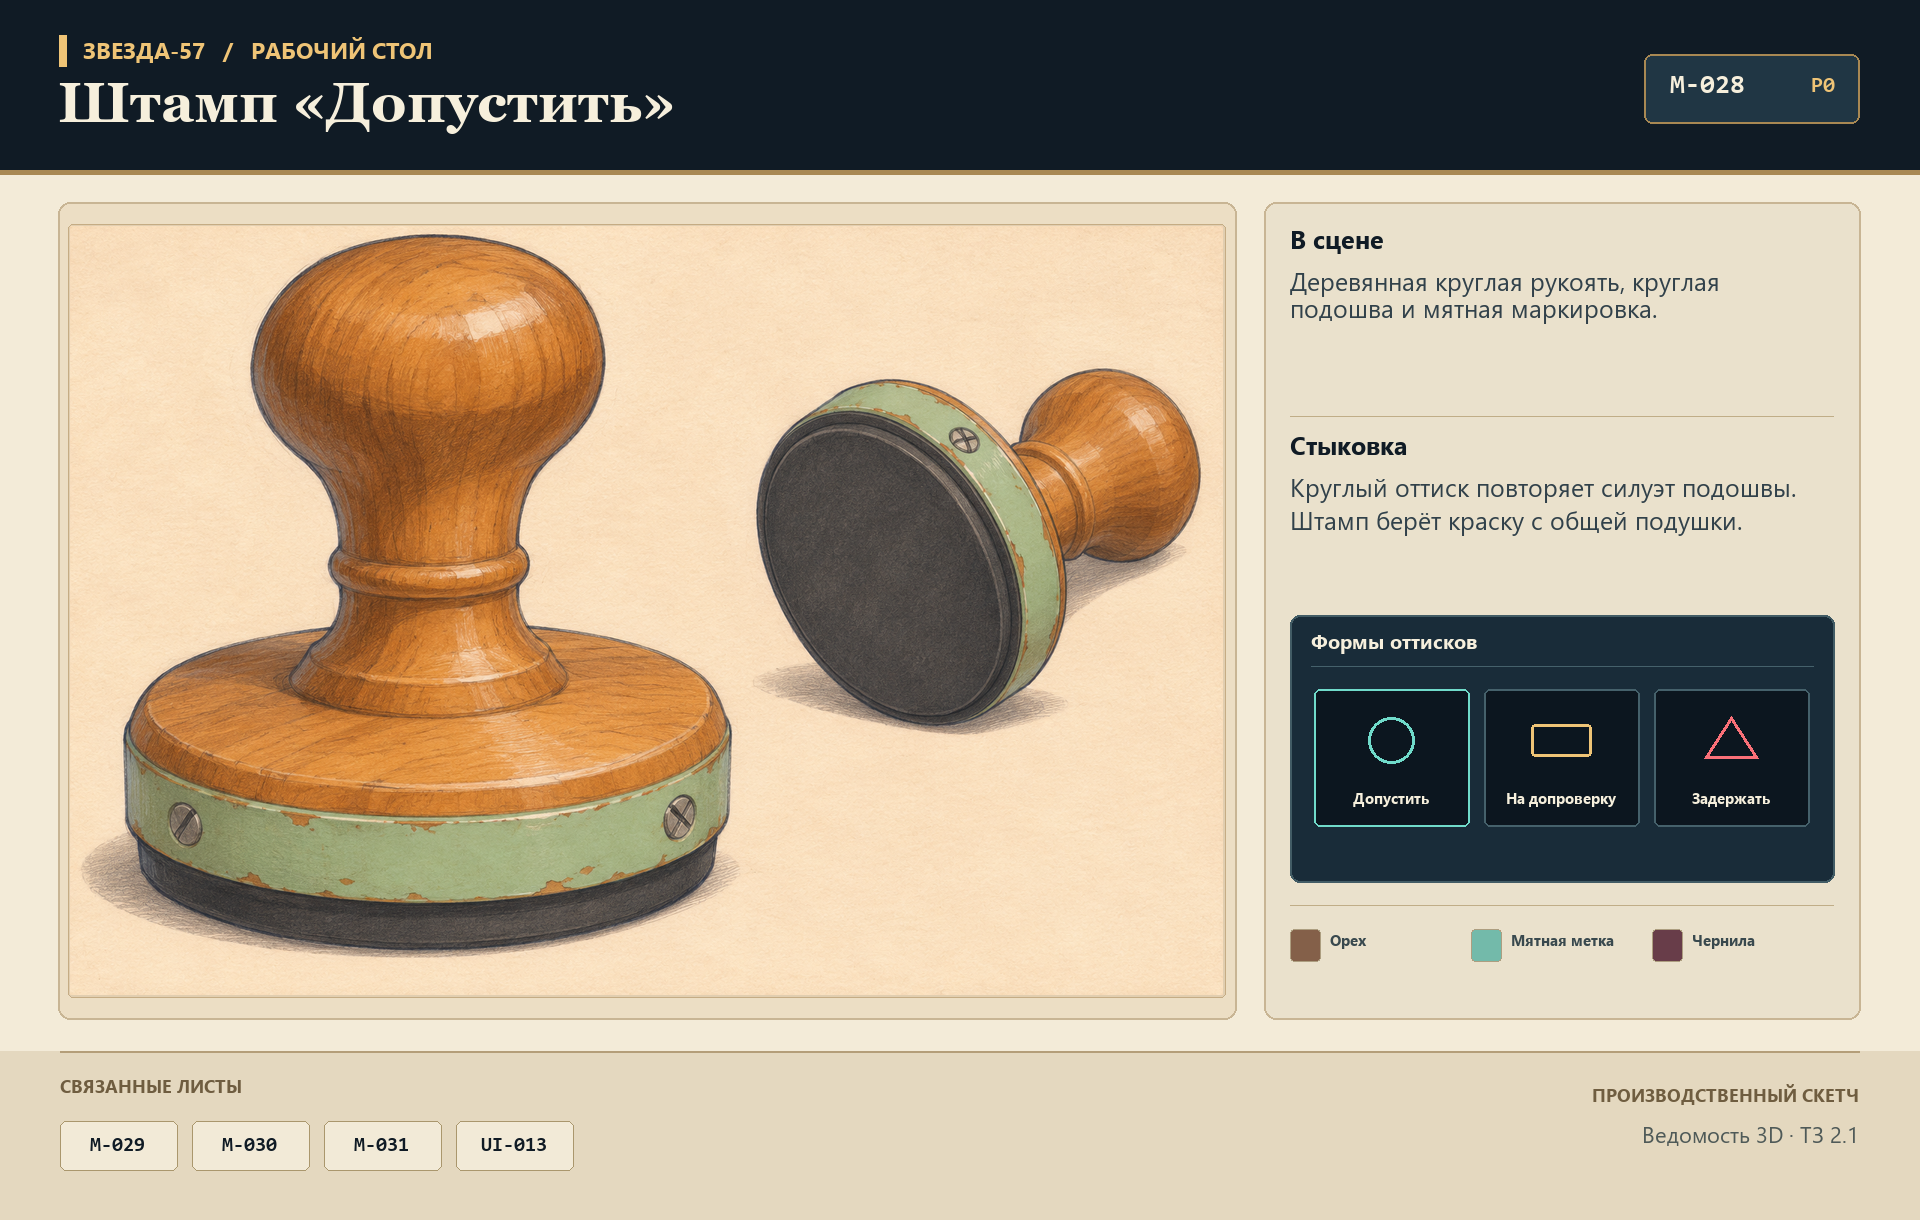 ЗВЕЗДА-57 / РАБОЧИЙ СТОЛ
Штамп «Допустить»
М-028 P0
В сцене
Деревянная круглая рукоять, круглая
подошва и мятная маркировка.
Стыковка
Круглый оттиск повторяет силуэт подошвы.
Штамп берёт краску с общей подушки.
Формы оттисков
Допустить
На допроверку
Задержать
Орех
Мятная метка
Чернила
СВЯЗАННЫЕ ЛИСТЫ
М-029
М-030
М-031
UI-013
ПРОИЗВОДСТВЕННЫЙ СКЕТЧ
Ведомость 3D · ТЗ 2.1